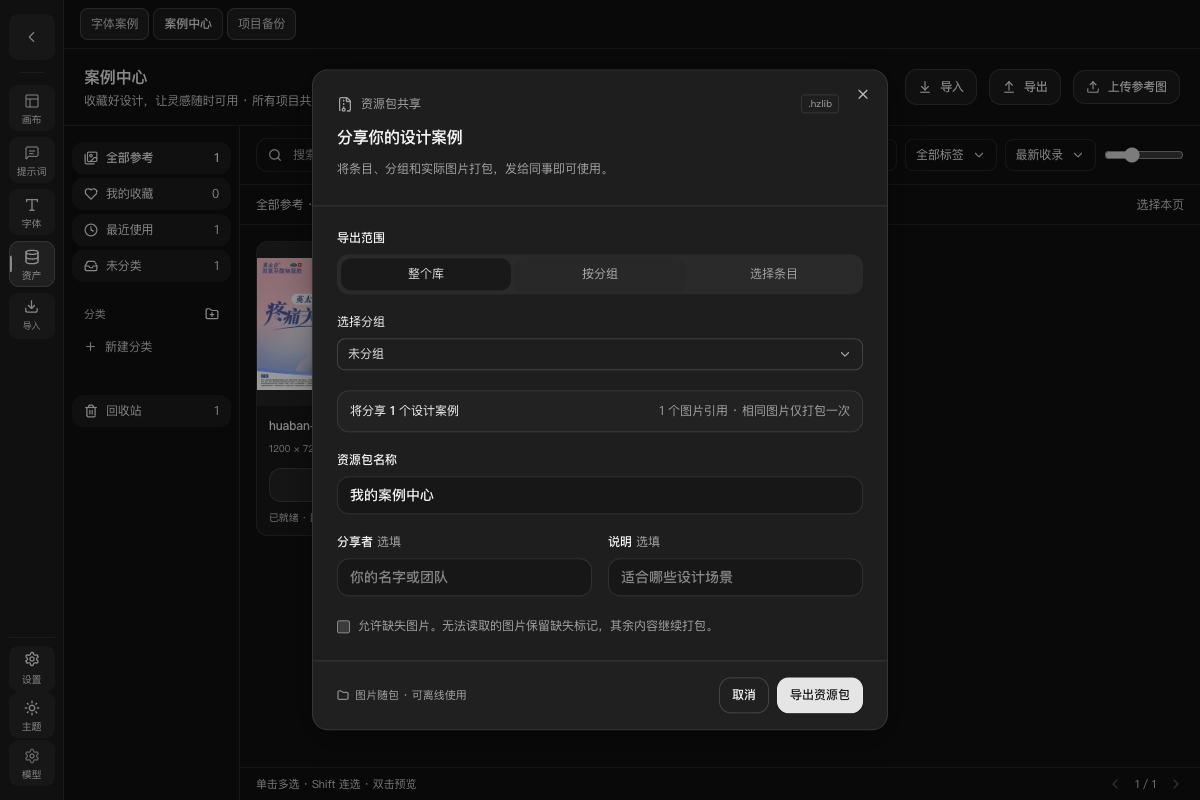 字体案例
案例中心
项目备份
案例中心
收藏好设计，让灵感随时可用 · 所有项目共
导入
导出
上传参考图
画布
提示词
字体
资产
导入
设置
主题
模型
全部参考 1
我的收藏 0
最近使用 1
未分类 1
分类
新建分类
回收站 1
搜索
全部标签
最新收录
全部参考 ·
选择本页
疼痛
huaban-
1200 × 72
已就绪 ·
资源包共享
.hzlib
分享你的设计案例
将条目、分组和实际图片打包，发给同事即可使用。
导出范围
整个库
按分组
选择条目
选择分组
未分组
将分享 1 个设计案例
1 个图片引用 · 相同图片仅打包一次
资源包名称
我的案例中心
分享者 选填
说明 选填
你的名字或团队
适合哪些设计场景
允许缺失图片。无法读取的图片保留缺失标记，其余内容继续打包。
图片随包 · 可离线使用
取消
导出资源包
单击多选 · Shift 连选 · 双击预览
1 / 1